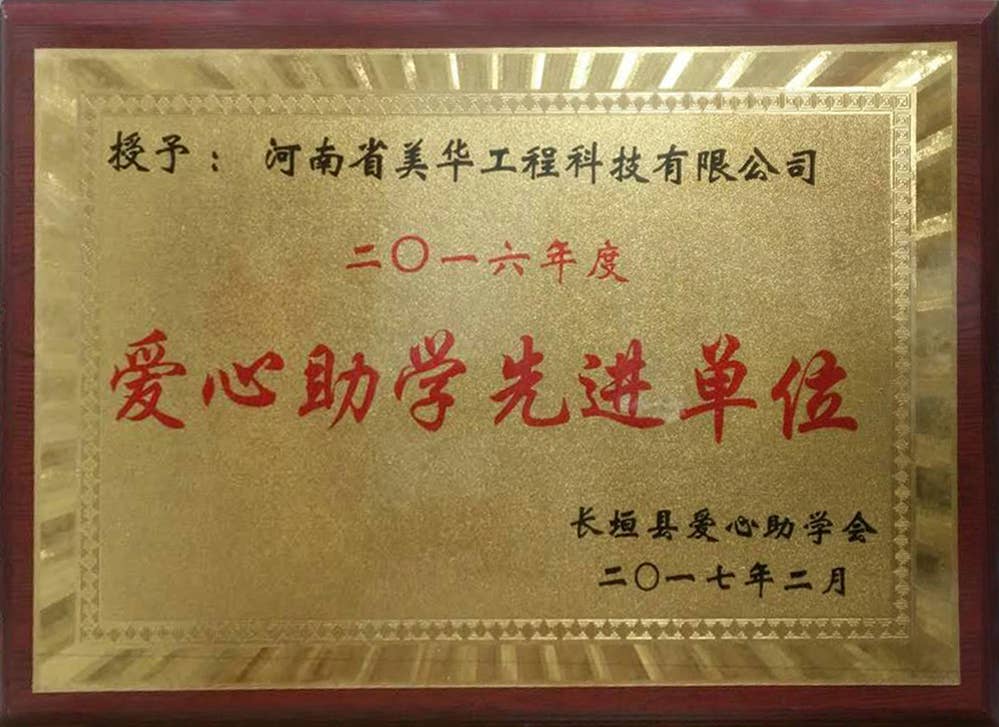 授予：河南省美华工程科技有限公司
二〇一六年度
爱心助学先进单位
长垣县爱心助学会
二〇一七年二月